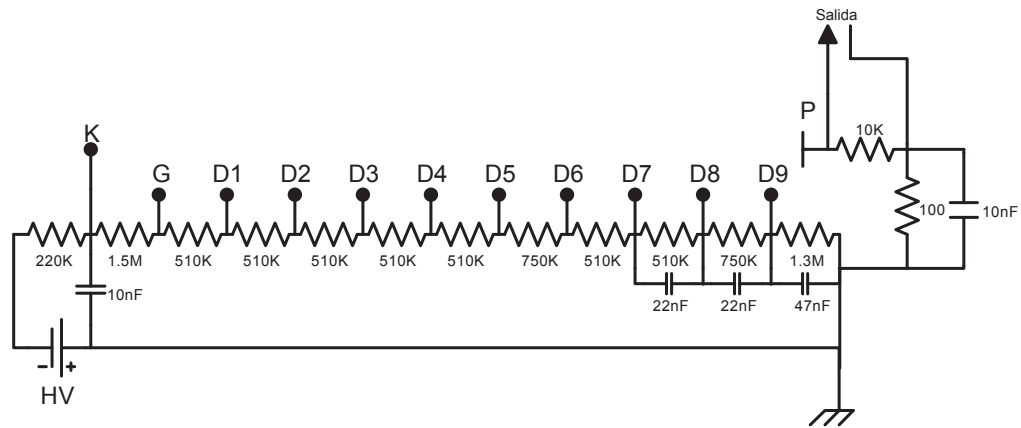 Salida
P
10K
K
G D1 D2 D3 D4 D5 D6 D7 D8 D9
100 10nF
220K 1.5M 510K 510K 510K 510K 510K 750K 510K 510K 750K 1.3M
10nF 22nF 22nF 47nF
- +
HV